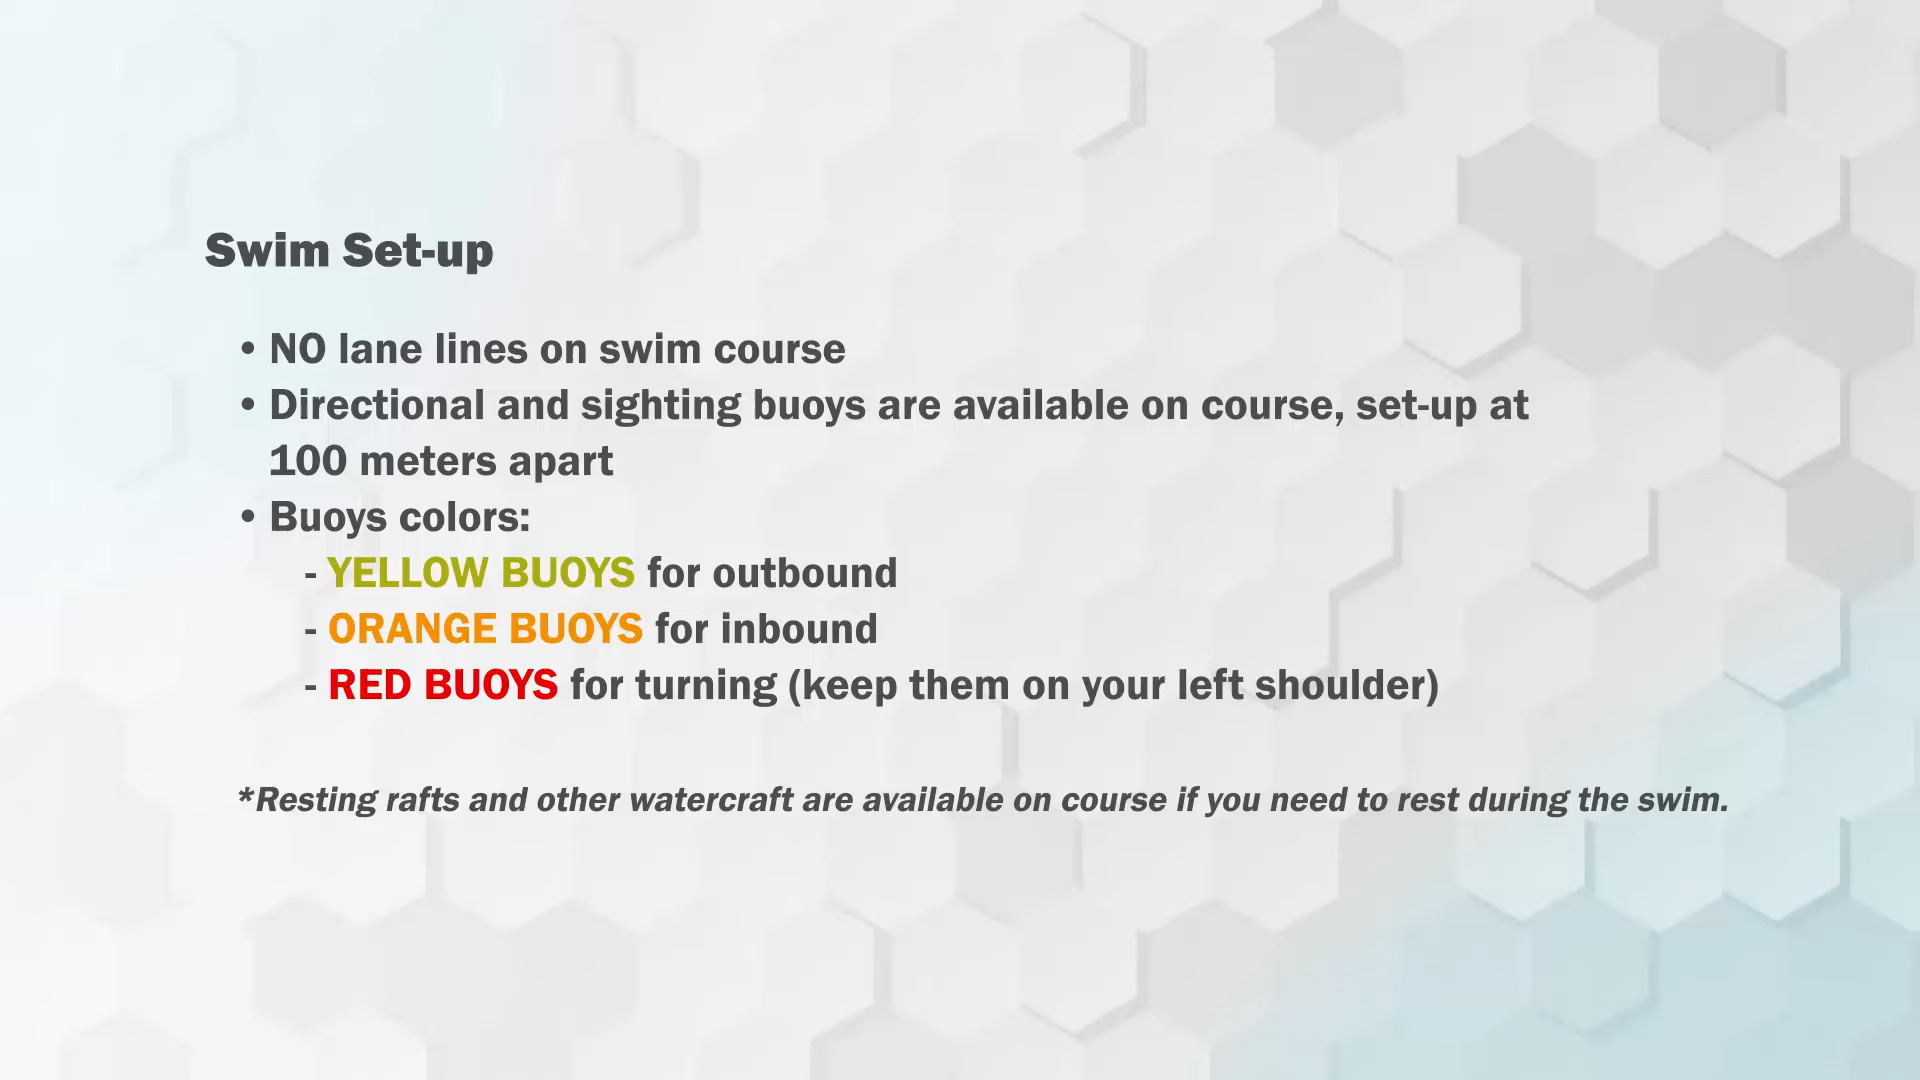 Swim Set-up
• NO lane lines on swim course
• Directional and sighting buoys are available on course, set-up at
100 meters apart
• Buoys colors:
- YELLOW BUOYS for outbound
- ORANGE BUOYS for inbound
- RED BUOYS for turning (keep them on your left shoulder)
*Resting rafts and other watercraft are available on course if you need to rest during the swim.